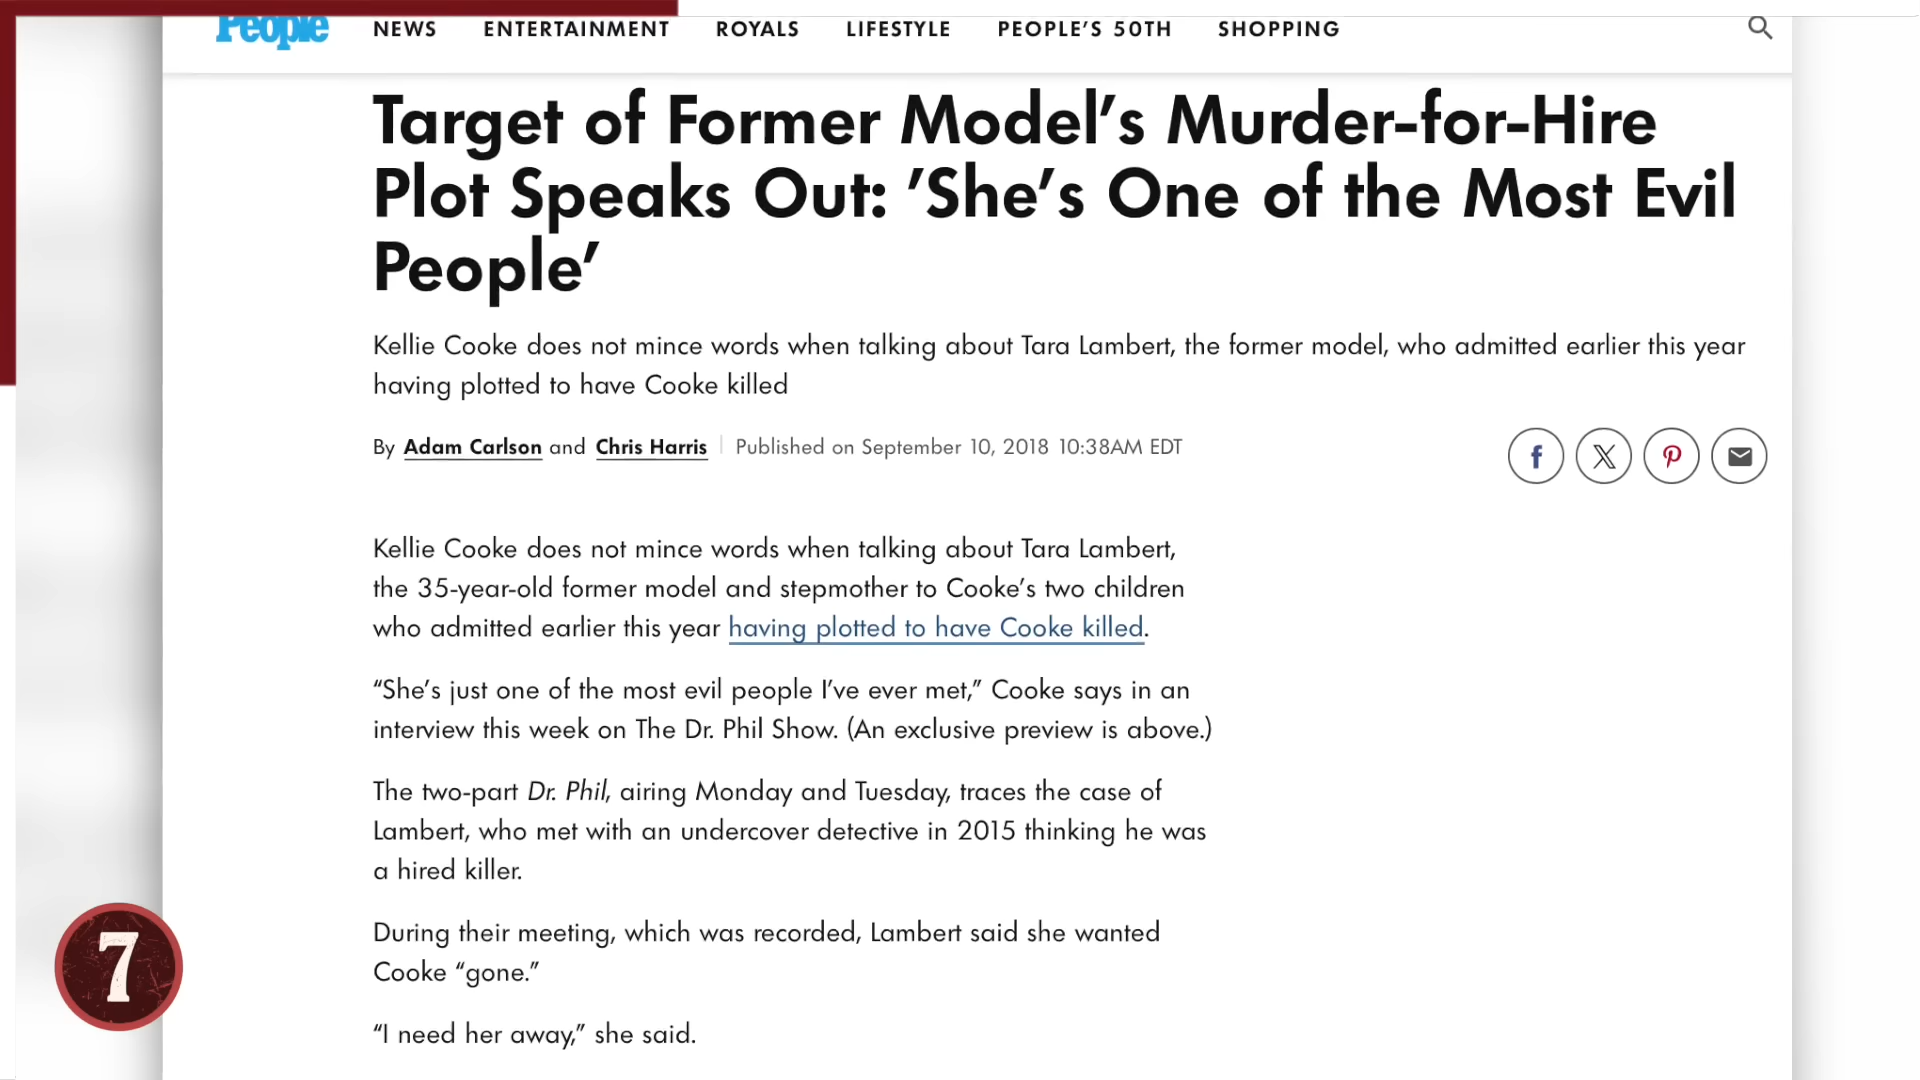 People NEWS ENTERTAINMENT ROYALS LIFESTYLE PEOPLE'S 50TH SHOPPING
Target of Former Model's Murder-for-Hire
Plot Speaks Out: 'She's One of the Most Evil
People'
Kellie Cooke does not mince words when talking about Tara Lambert, the former model, who admitted earlier this year
having plotted to have Cooke killed
By Adam Carlson and Chris Harris | Published on September 10, 2018 10:38AM EDT
Kellie Cooke does not mince words when talking about Tara Lambert,
the 35-year-old former model and stepmother to Cooke's two children
who admitted earlier this year having plotted to have Cooke killed.
“She's just one of the most evil people I've ever met,” Cooke says in an
interview this week on The Dr. Phil Show. (An exclusive preview is above.)
The two-part Dr. Phil, airing Monday and Tuesday, traces the case of
Lambert, who met with an undercover detective in 2015 thinking he was
a hired killer.
During their meeting, which was recorded, Lambert said she wanted
Cooke “gone.”
“I need her away,” she said.
7